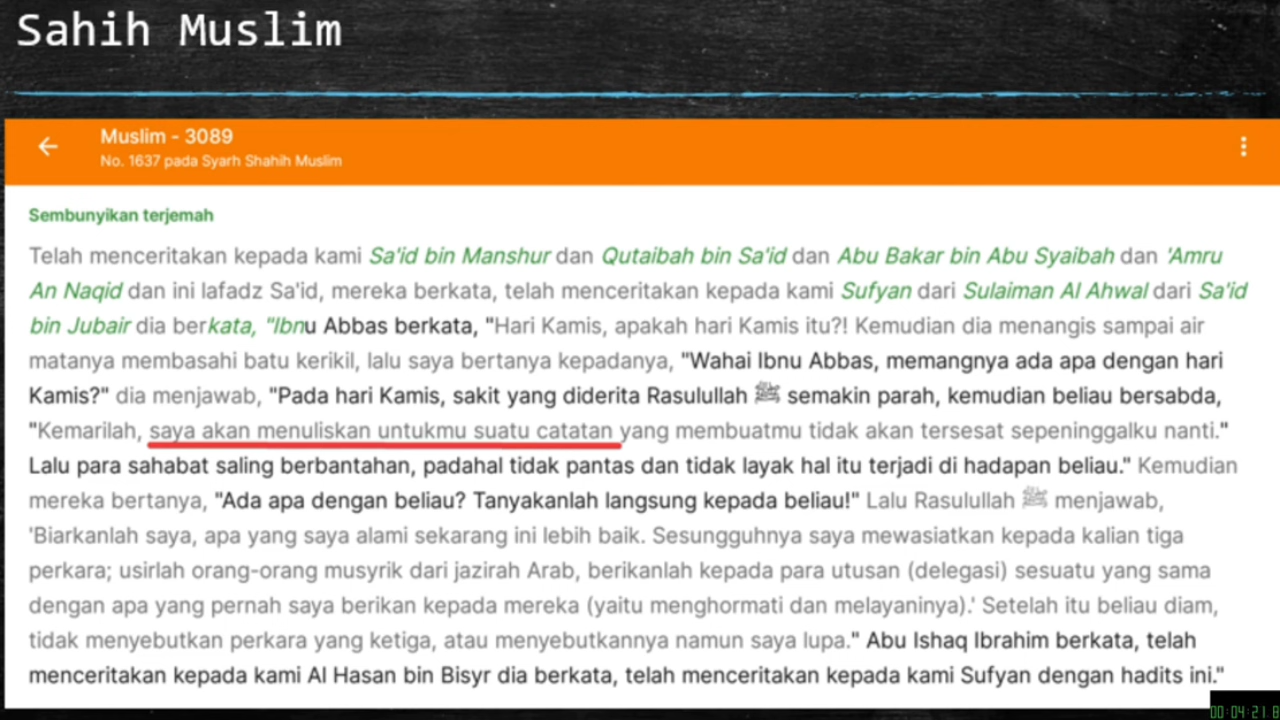 Sahih Muslim
Muslim - 3089
No. 1637 pada Syarh Shahih Muslim
Sembunyikan terjemah
Telah menceritakan kepada kami Sa'id bin Manshur dan Qutaibah bin Sa'id dan Abu Bakar bin Abu Syaibah dan 'Amru
An Naqid dan ini lafadz Sa'id, mereka berkata, telah menceritakan kepada kami Sufyan dari Sulaiman Al Ahwal dari Sa'id
bin Jubair dia berkata, "Ibnu Abbas berkata, "Hari Kamis, apakah hari Kamis itu?! Kemudian dia menangis sampai air
matanya membasahi batu kerikil, lalu saya bertanya kepadanya, "Wahai Ibnu Abbas, memangnya ada apa dengan hari
Kamis?" dia menjawab, "Pada hari Kamis, sakit yang diderita Rasulullah ﷺ semakin parah, kemudian beliau bersabda,
"Kemarilah, saya akan menuliskan untukmu suatu catatan yang membuatmu tidak akan tersesat sepeninggalku nanti."
Lalu para sahabat saling berbantahan, padahal tidak pantas dan tidak layak hal itu terjadi di hadapan beliau." Kemudian
mereka bertanya, "Ada apa dengan beliau? Tanyakanlah langsung kepada beliau!" Lalu Rasulullah ﷺ menjawab,
'Biarkanlah saya, apa yang saya alami sekarang ini lebih baik. Sesungguhnya saya mewasiatkan kepada kalian tiga
perkara; usirlah orang-orang musyrik dari jazirah Arab, berikanlah kepada para utusan (delegasi) sesuatu yang sama
dengan apa yang pernah saya berikan kepada mereka (yaitu menghormati dan melayaninya).' Setelah itu beliau diam,
tidak menyebutkan perkara yang ketiga, atau menyebutkannya namun saya lupa." Abu Ishaq Ibrahim berkata, telah
menceritakan kepada kami Al Hasan bin Bisyr dia berkata, telah menceritakan kepada kami Sufyan dengan hadits ini."
00:04:21.8